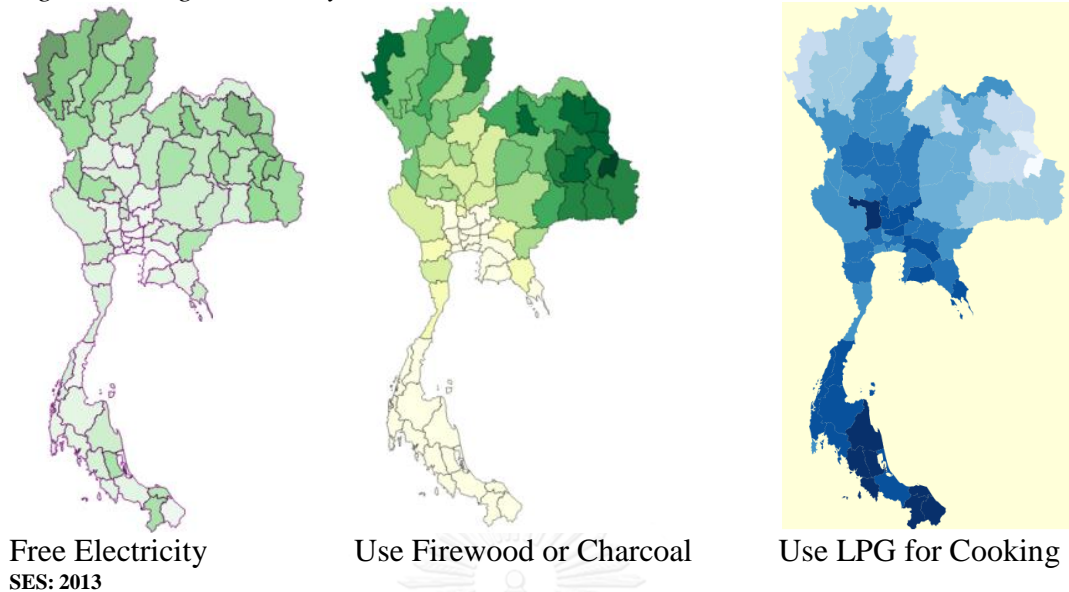 Free Electricity
Use Firewood or Charcoal
Use LPG for Cooking
SES: 2013